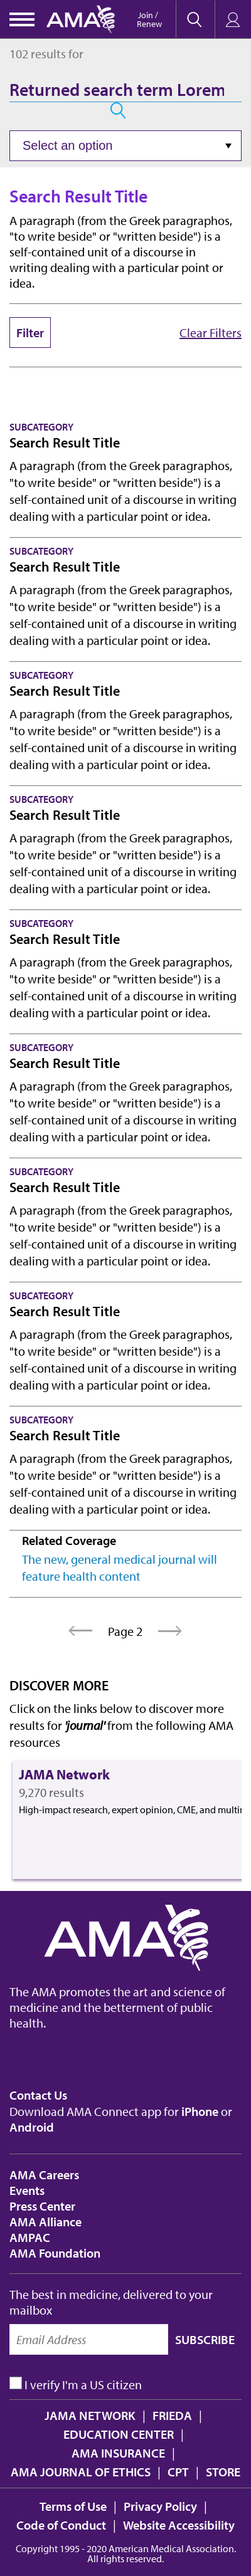 AMA
Join /
Renew
102 results for
Returned search term Lorem
Select an option
Search Result Title
A paragraph (from the Greek paragraphos,
"to write beside" or "written beside") is a
self-contained unit of a discourse in
writing dealing with a particular point or
idea.
Filter
Clear Filters
SUBCATEGORY
Search Result Title
A paragraph (from the Greek paragraphos,
"to write beside" or "written beside") is a
self-contained unit of a discourse in writing
dealing with a particular point or idea.
SUBCATEGORY
Search Result Title
A paragraph (from the Greek paragraphos,
"to write beside" or "written beside") is a
self-contained unit of a discourse in writing
dealing with a particular point or idea.
SUBCATEGORY
Search Result Title
A paragraph (from the Greek paragraphos,
"to write beside" or "written beside") is a
self-contained unit of a discourse in writing
dealing with a particular point or idea.
SUBCATEGORY
Search Result Title
A paragraph (from the Greek paragraphos,
"to write beside" or "written beside") is a
self-contained unit of a discourse in writing
dealing with a particular point or idea.
SUBCATEGORY
Search Result Title
A paragraph (from the Greek paragraphos,
"to write beside" or "written beside") is a
self-contained unit of a discourse in writing
dealing with a particular point or idea.
SUBCATEGORY
Search Result Title
A paragraph (from the Greek paragraphos,
"to write beside" or "written beside") is a
self-contained unit of a discourse in writing
dealing with a particular point or idea.
SUBCATEGORY
Search Result Title
A paragraph (from the Greek paragraphos,
"to write beside" or "written beside") is a
self-contained unit of a discourse in writing
dealing with a particular point or idea.
SUBCATEGORY
Search Result Title
A paragraph (from the Greek paragraphos,
"to write beside" or "written beside") is a
self-contained unit of a discourse in writing
dealing with a particular point or idea.
SUBCATEGORY
Search Result Title
A paragraph (from the Greek paragraphos,
"to write beside" or "written beside") is a
self-contained unit of a discourse in writing
dealing with a particular point or idea.
Related Coverage
The new, general medical journal will
feature health content
Page 2
DISCOVER MORE
Click on the links below to discover more
results for 'journal' from the following AMA
resources
JAMA Network
9,270 results
High-impact research, expert opinion, CME, and
AMA
The AMA promotes the art and science of
medicine and the betterment of public
health.
Contact Us
Download AMA Connect app for iPhone or
Android
AMA Careers
Events
Press Center
AMA Alliance
AMPAC
AMA Foundation
The best in medicine, delivered to your
mailbox
Email Address SUBSCRIBE
I verify I'm a US citizen
JAMA NETWORK | FRIEDA |
EDUCATION CENTER |
AMA INSURANCE |
AMA JOURNAL OF ETHICS | CPT | STORE
Terms of Use | Privacy Policy |
Code of Conduct | Website Accessibility
Copyright 1995 - 2020 American Medical Association.
All rights reserved.